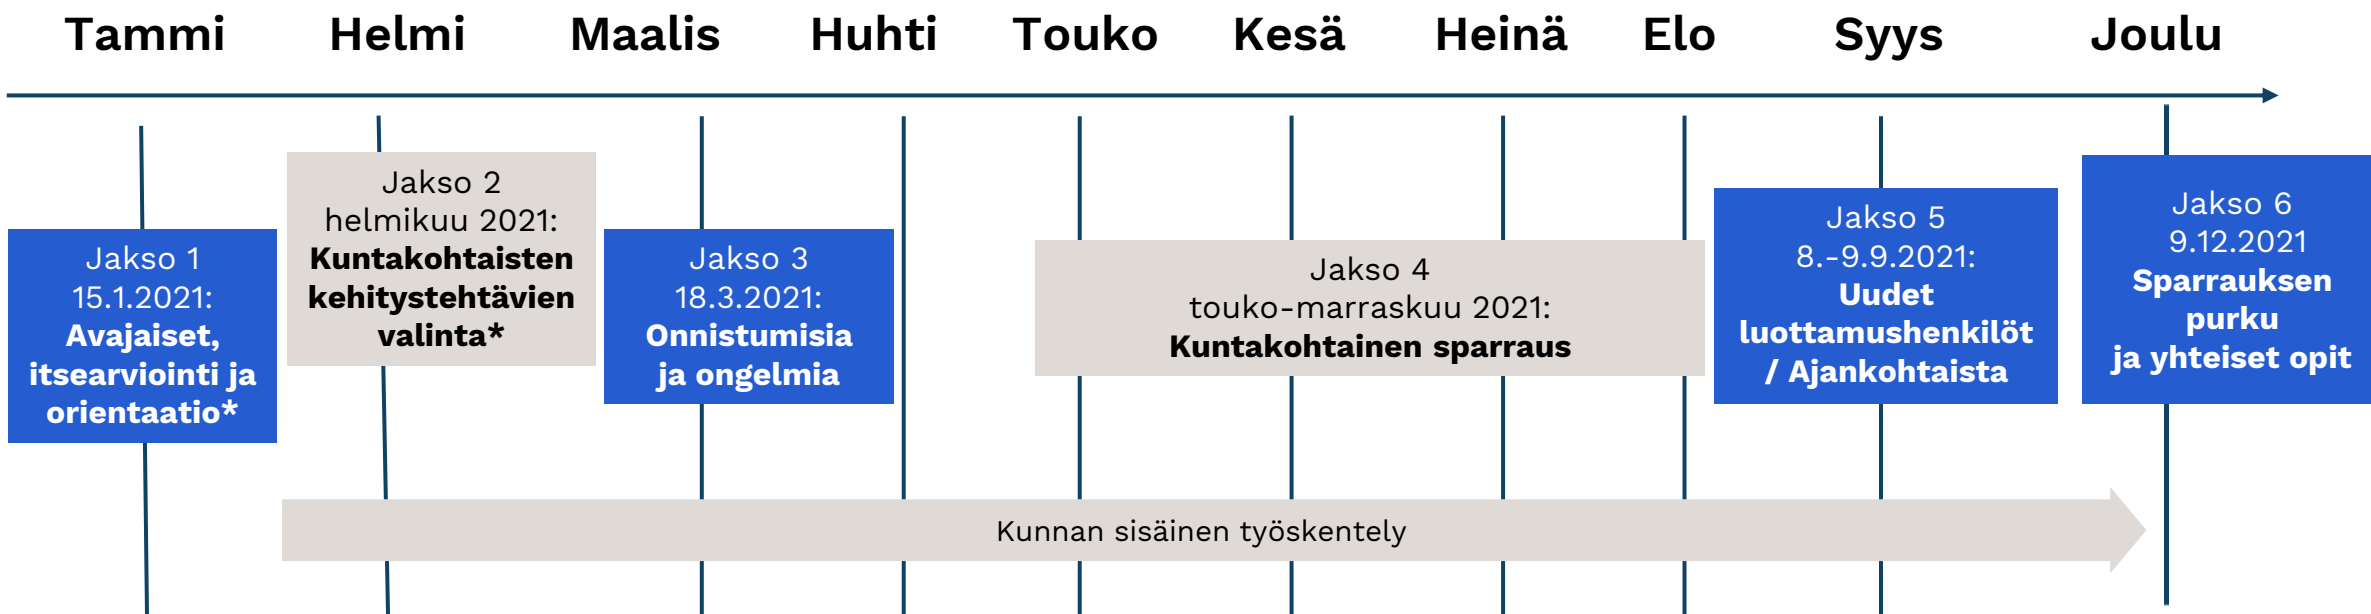 Tammi Helmi Maalis Huhti Touko Kesä Heinä Elo Syys Joulu
Jakso 1
15.1.2021:
Avajaiset,
itsearviointi ja
orientaatio*
Jakso 2
helmikuu 2021:
Kuntakohtaisten
kehitystehtävien
valinta*
Jakso 3
18.3.2021:
Onnistumisia
ja ongelmia
Jakso 4
touko-marraskuu 2021:
Kuntakohtainen sparraus
Jakso 5
8.-9.9.2021:
Uudet
luottamushenkilöt
/ Ajankohtaista
Jakso 6
9.12.2021
Sparrauksen
purku
ja yhteiset opit
Kunnan sisäinen työskentely